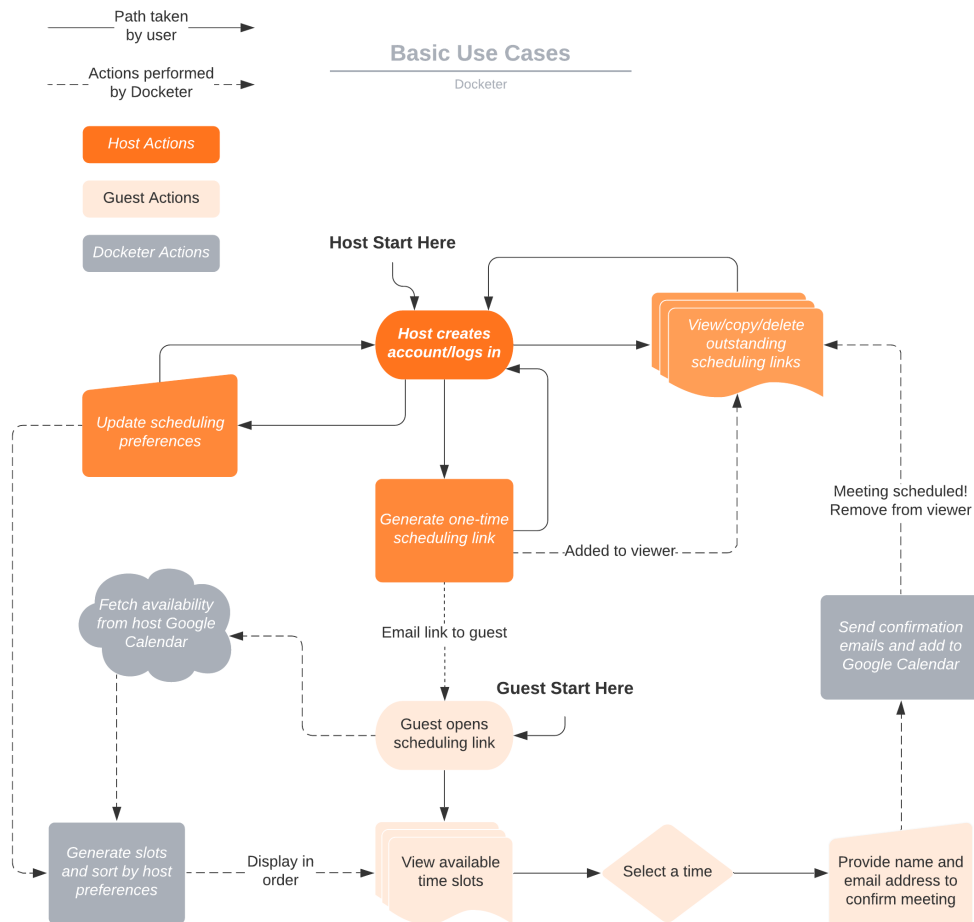 Path taken
by user
Basic Use Cases
Docketer
Actions performed
by Docketer
Host Actions
Guest Actions
Docketer Actions
Host Start Here
Host creates
account/logs in
View/copy/delete
outstanding
scheduling links
Update scheduling
preferences
Generate one-time
scheduling link
Added to viewer
Meeting scheduled!
Remove from viewer
Fetch availability
from host Google
Calendar
Email link to guest
Send confirmation
emails and add to
Google Calendar
Guest Start Here
Guest opens
scheduling link
Generate slots
and sort by host
preferences
Display in
order
View available
time slots
Select a time
Provide name and
email address to
confirm meeting